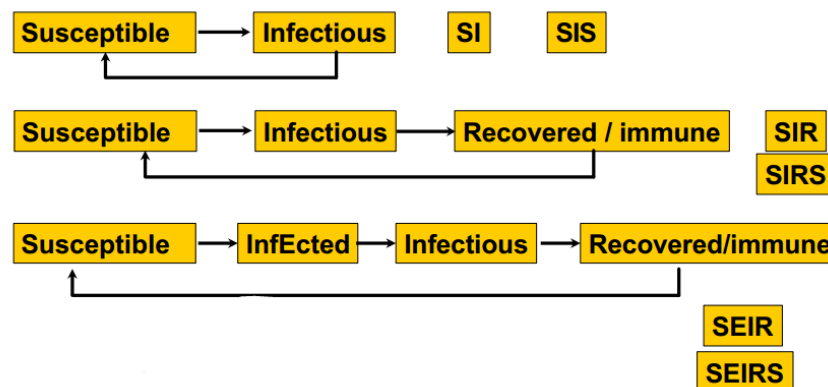 Susceptible Infectious SI SIS
Susceptible Infectious Recovered / immune SIR
SIRS
Susceptible InfEcted Infectious Recovered/immune
SEIR
SEIRS